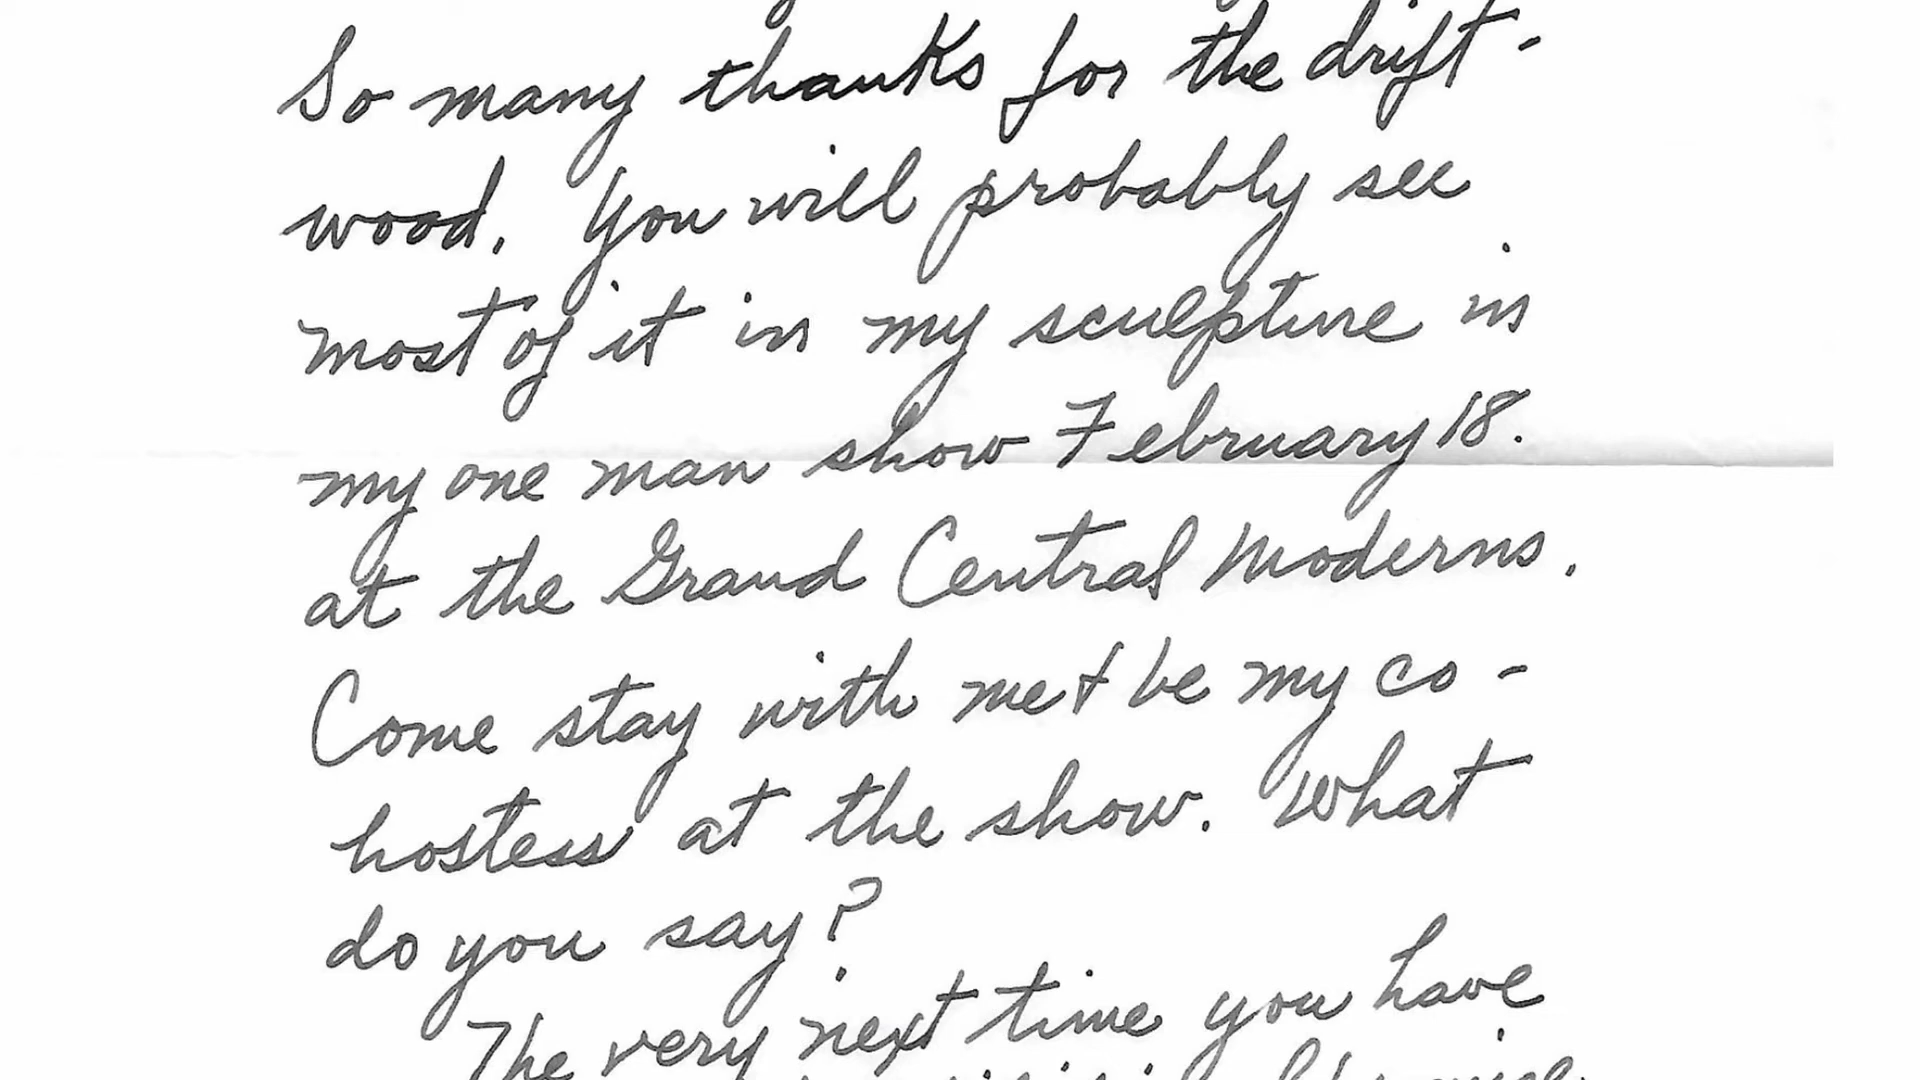 So many thanks for the drift-
wood. You will probably see
most of it in my sculpture in
my one man show February 18.
at the Grand Central Moderns.
Come stay with me & be my co-
hostess at the show. What
do you say?
The very next time you have